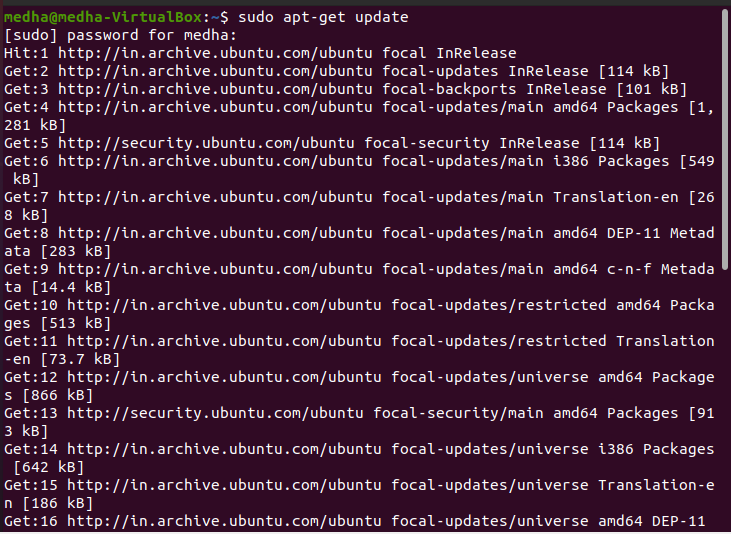 medha@medha-VirtualBox:~$ sudo apt-get update
[sudo] password for medha:
Hit:1 http://in.archive.ubuntu.com/ubuntu focal InRelease
Get:2 http://in.archive.ubuntu.com/ubuntu focal-updates InRelease [114 kB]
Get:3 http://in.archive.ubuntu.com/ubuntu focal-backports InRelease [101 kB]
Get:4 http://in.archive.ubuntu.com/ubuntu focal-updates/main amd64 Packages [1,
281 kB]
Get:5 http://security.ubuntu.com/ubuntu focal-security InRelease [114 kB]
Get:6 http://in.archive.ubuntu.com/ubuntu focal-updates/main i386 Packages [549
 kB]
Get:7 http://in.archive.ubuntu.com/ubuntu focal-updates/main Translation-en [26
8 kB]
Get:8 http://in.archive.ubuntu.com/ubuntu focal-updates/main amd64 DEP-11 Metad
ata [283 kB]
Get:9 http://in.archive.ubuntu.com/ubuntu focal-updates/main amd64 c-n-f Metada
ta [14.4 kB]
Get:10 http://in.archive.ubuntu.com/ubuntu focal-updates/restricted amd64 Packa
ges [513 kB]
Get:11 http://in.archive.ubuntu.com/ubuntu focal-updates/restricted Translation
-en [73.7 kB]
Get:12 http://in.archive.ubuntu.com/ubuntu focal-updates/universe amd64 Package
s [866 kB]
Get:13 http://security.ubuntu.com/ubuntu focal-security/main amd64 Packages [91
3 kB]
Get:14 http://in.archive.ubuntu.com/ubuntu focal-updates/universe i386 Packages
 [642 kB]
Get:15 http://in.archive.ubuntu.com/ubuntu focal-updates/universe Translation-e
n [186 kB]
Get:16 http://in.archive.ubuntu.com/ubuntu focal-updates/universe amd64 DEP-11